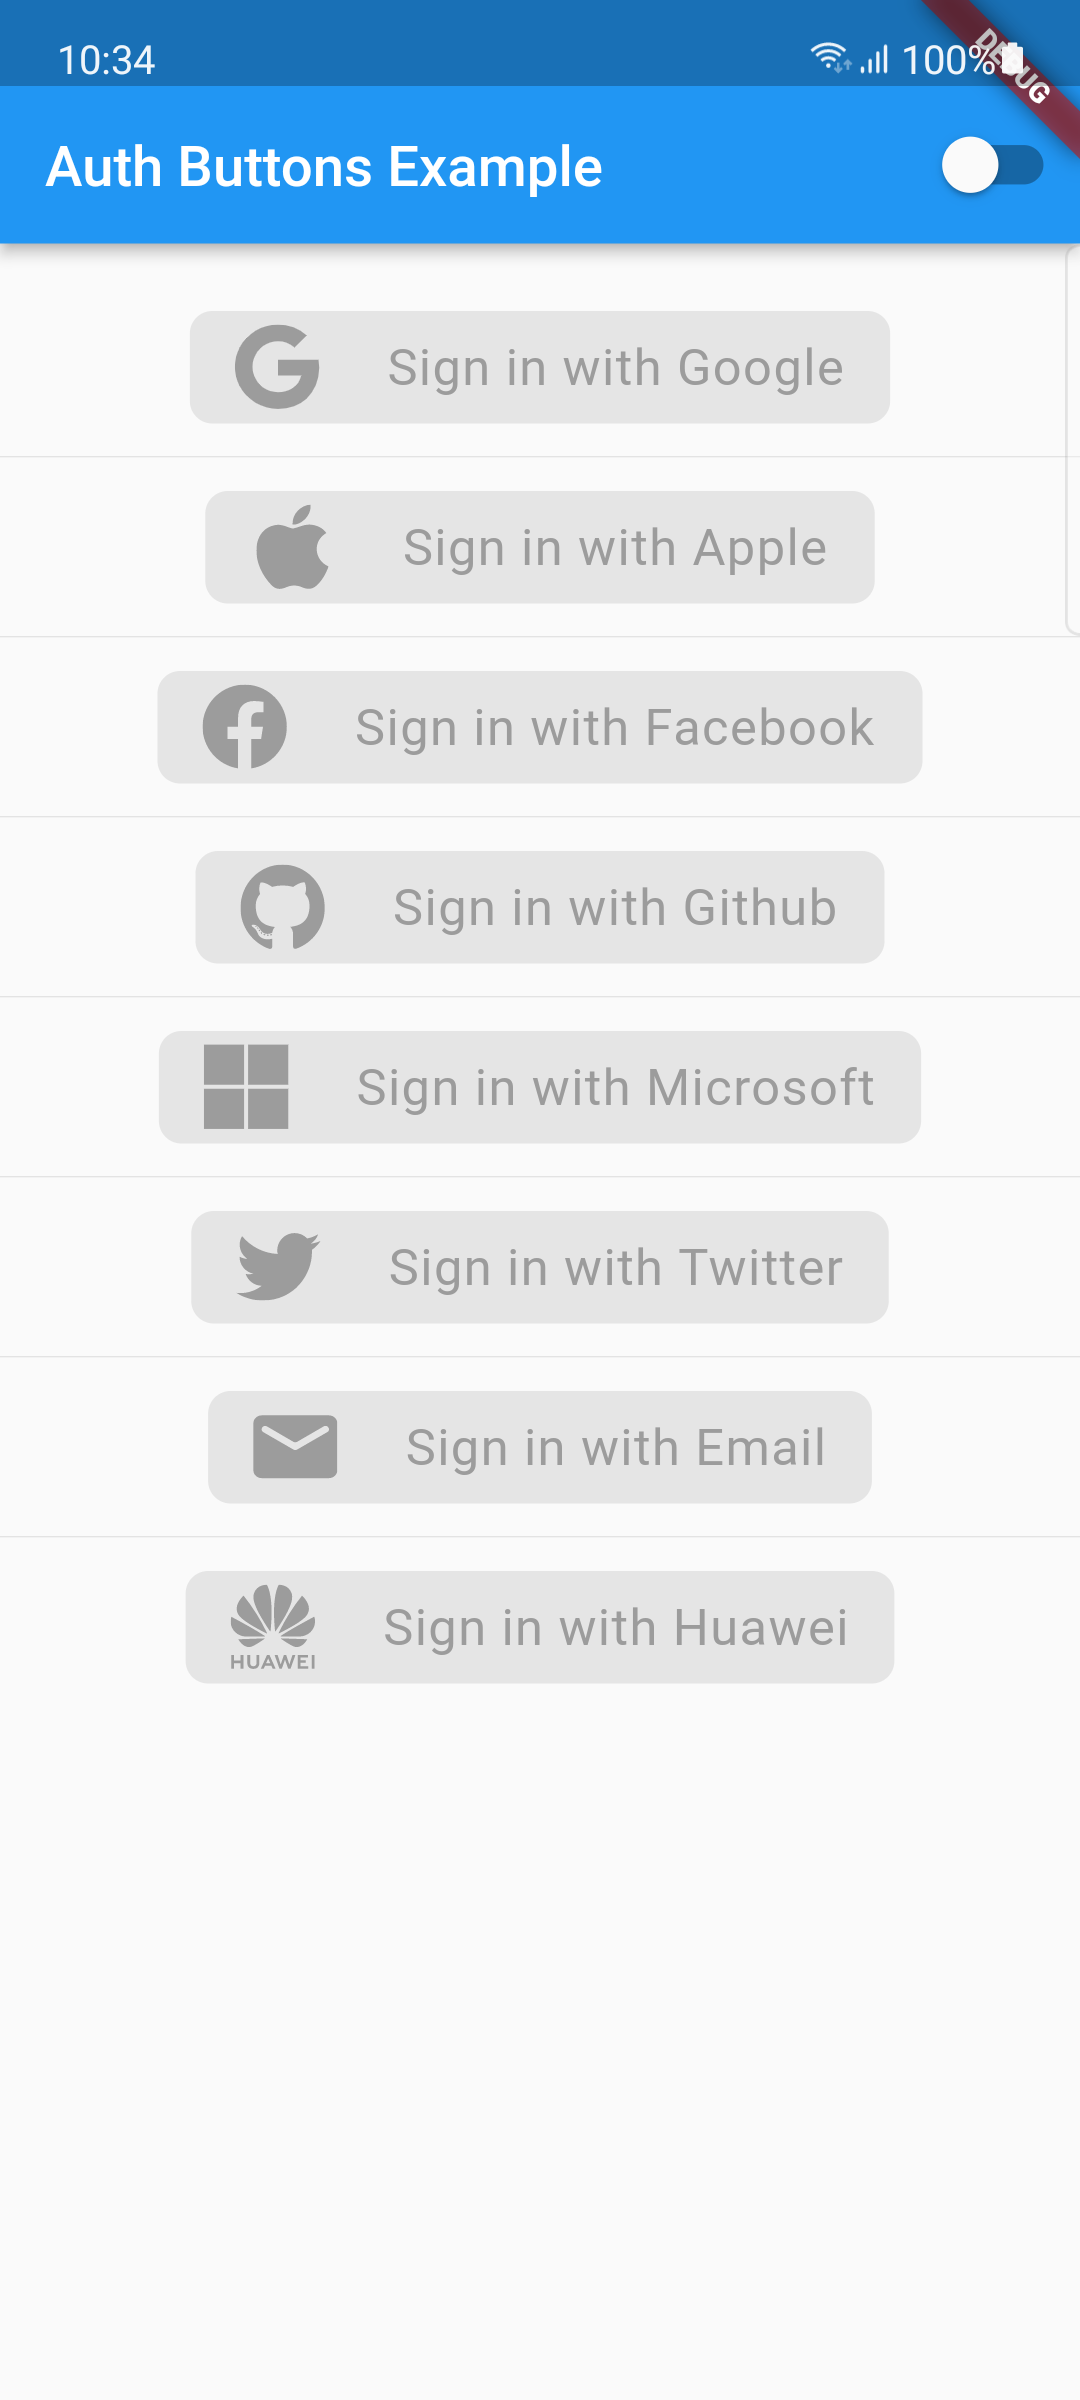 10:34
100%
DEBUG
Auth Buttons Example
Sign in with Google
Sign in with Apple
Sign in with Facebook
Sign in with Github
Sign in with Microsoft
Sign in with Twitter
Sign in with Email
HUAWEI
Sign in with Huawei